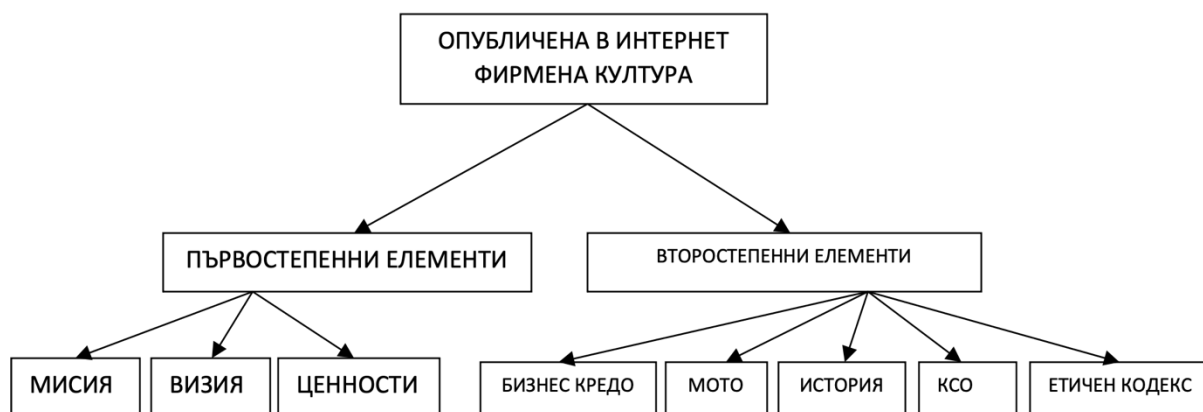 ОПУБЛИЧЕНА В ИНТЕРНЕТ
ФИРМЕНА КУЛТУРА
ПЪРВОСТЕПЕННИ ЕЛЕМЕНТИ
ВТОРОСТЕПЕННИ ЕЛЕМЕНТИ
МИСИЯ
ВИЗИЯ
ЦЕННОСТИ
БИЗНЕС КРЕДО
МОТО
ИСТОРИЯ
КСО
ЕТИЧЕН КОДЕКС